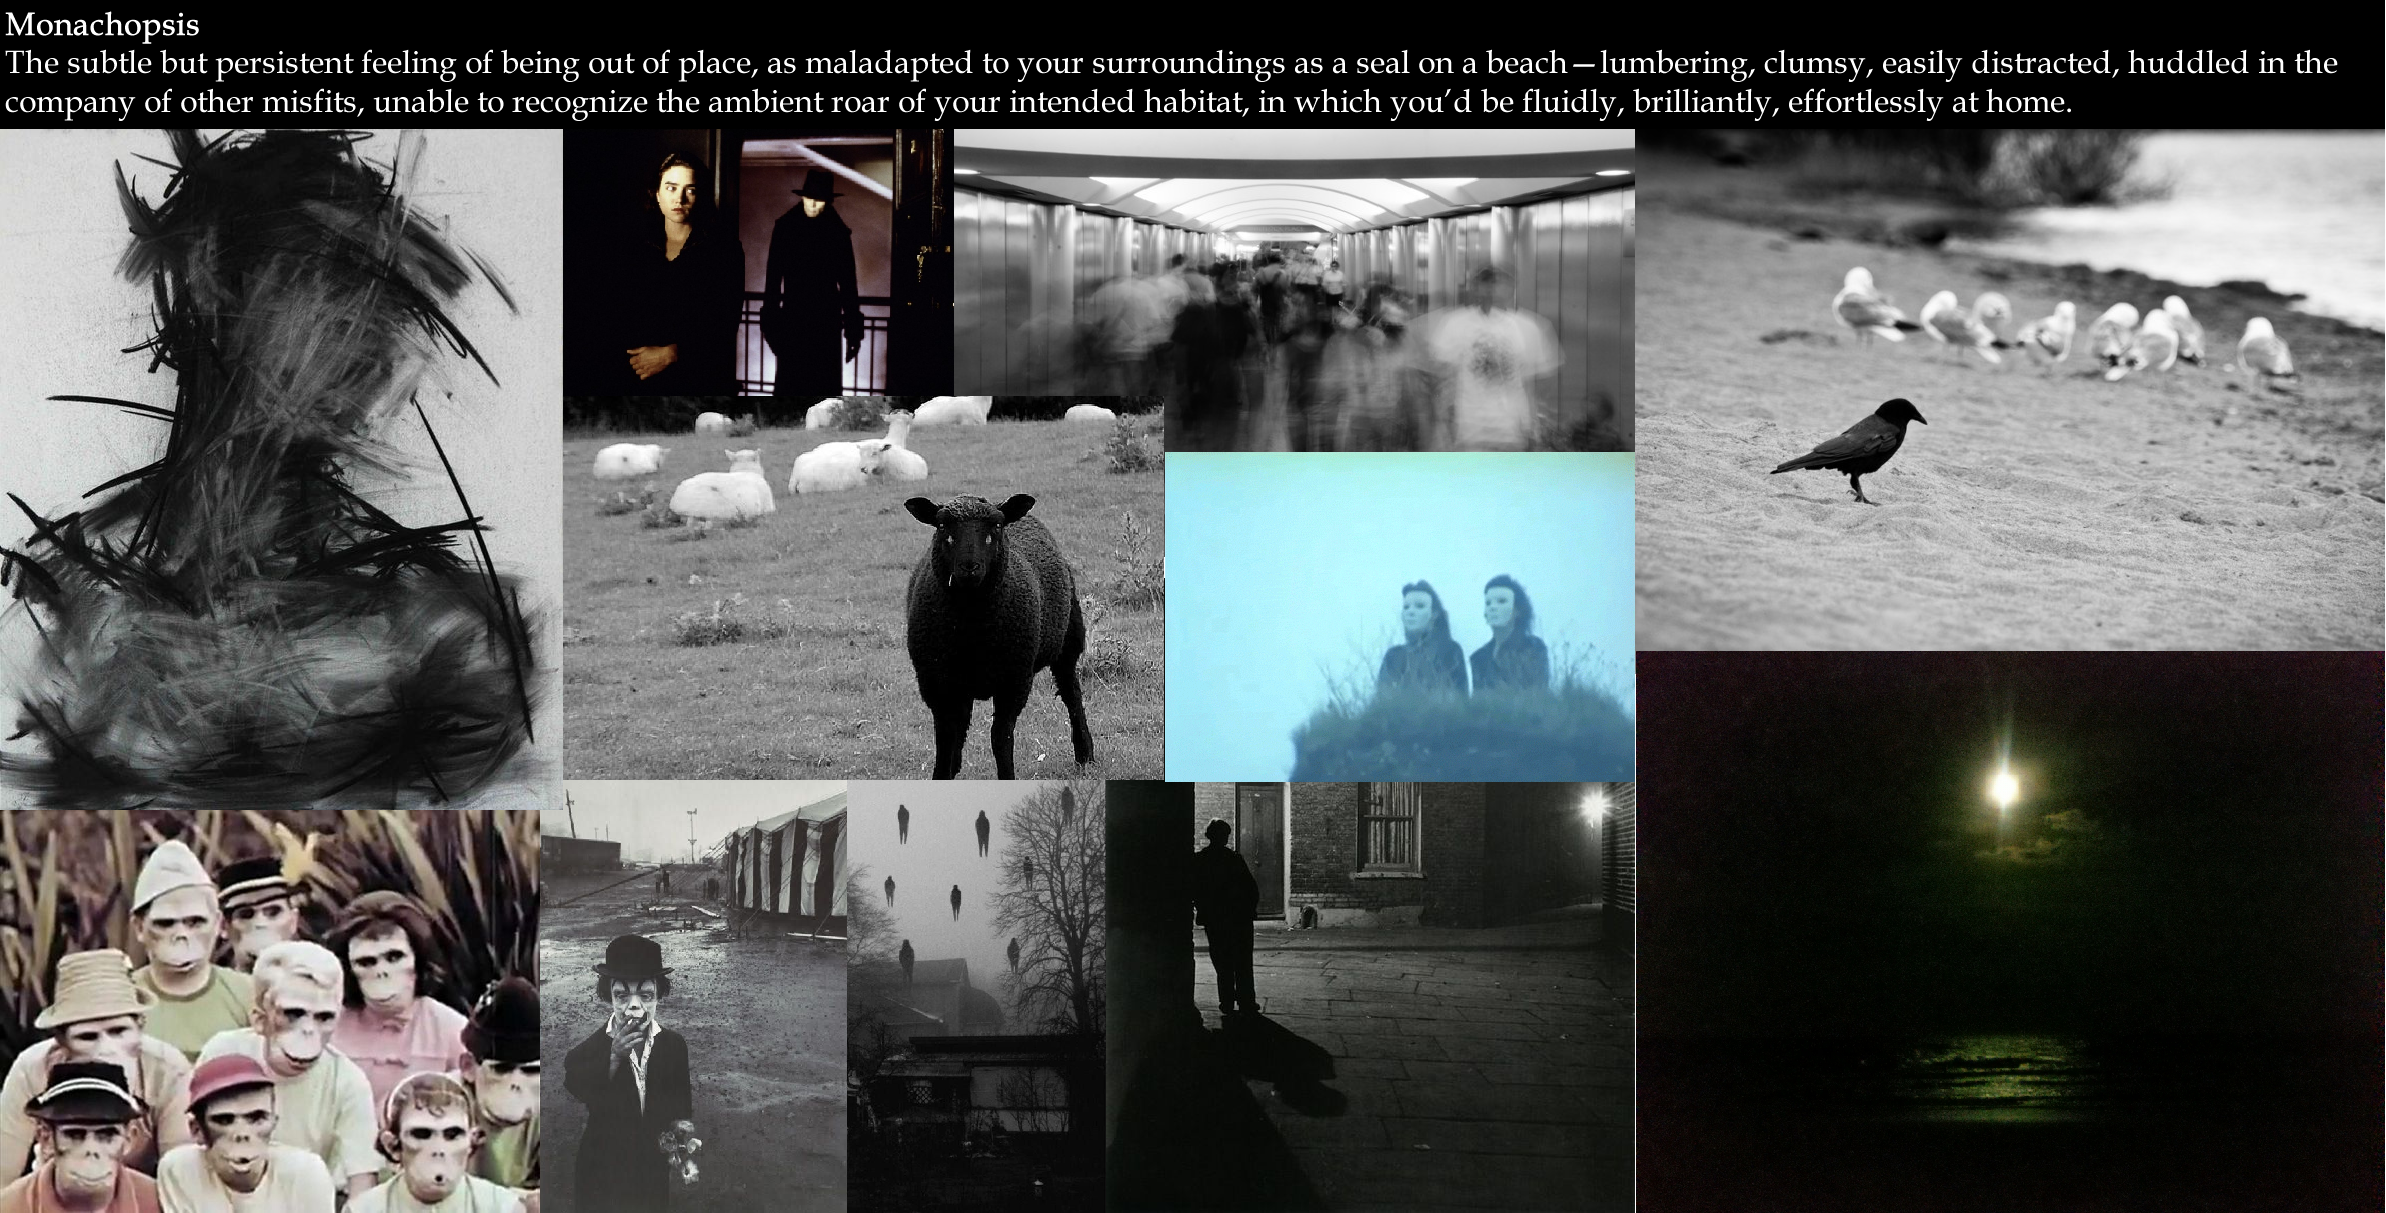 Monachopsis
The subtle but persistent feeling of being out of place, as maladapted to your surroundings as a seal on a beach—lumbering, clumsy, easily distracted, huddled in the
company of other misfits, unable to recognize the ambient roar of your intended habitat, in which you’d be fluidly, brilliantly, effortlessly at home.